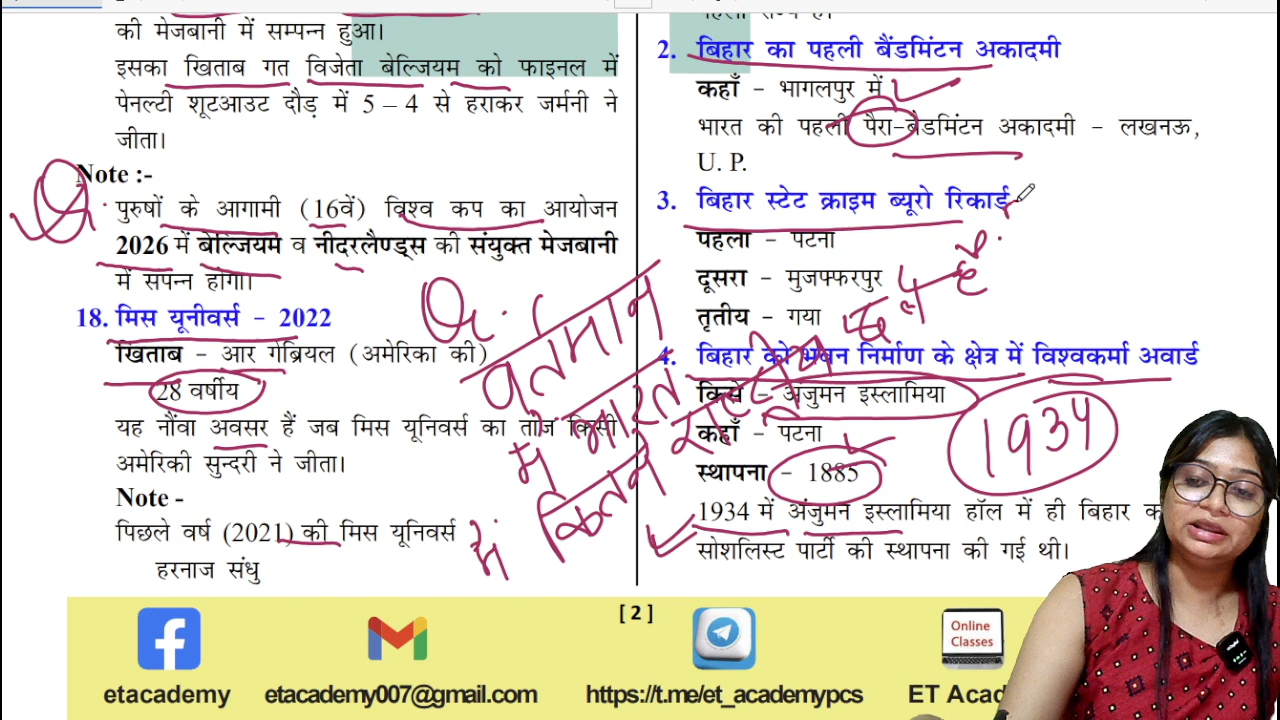 की मेजबानी में सम्पन्न हुआ।
इसका खिताब गत विजेता बेल्जियम को फाइनल में
पेनल्टी शूटआउट दौड़ में 5 – 4 से हराकर जर्मनी ने
जीता।
Note :-
पुरुषों के आगामी (16वें) विश्व कप का आयोजन
2026 में बेल्जियम व नीदरलैण्ड्स की संयुक्त मेजबानी
में संपन्न होगा।
18. मिस यूनीवर्स - 2022
खिताब - आर गेब्रियल (अमेरिका की)
28 वर्षीय
यह नौंवा अवसर हैं जब मिस यूनिवर्स का ताज किसी
अमेरिकी सुन्दरी ने जीता।
Note -
पिछले वर्ष (2021) की मिस यूनिवर्स
हरनाज संधु
2. बिहार का पहली बैंडमिंटन अकादमी
कहाँ - भागलपुर में
भारत की पहली पैरा-बैडमिंटन अकादमी - लखनऊ,
U. P.
3. बिहार स्टेट क्राइम ब्यूरो रिकार्ड
पहला - पटना
दूसरा - मुजफ्फरपुर
तृतीय - गया
4. बिहार को भवन निर्माण के क्षेत्र में विश्वकर्मा अवार्ड
किसे - अंजुमन इस्लामिया
कहाँ - पटना
स्थापना - 1885
1934 में अंजुमन इस्लामिया हॉल में ही बिहार
सोशलिस्ट पार्टी की स्थापना की गई थी।
Q.
Q.
वर्तमान
में भारत
में कितने राष्ट्रीय दल है
1934
[ 2 ]
etacademy
etacademy007@gmail.com
https://t.me/et_academypcs
Online
Classes
ET Acad